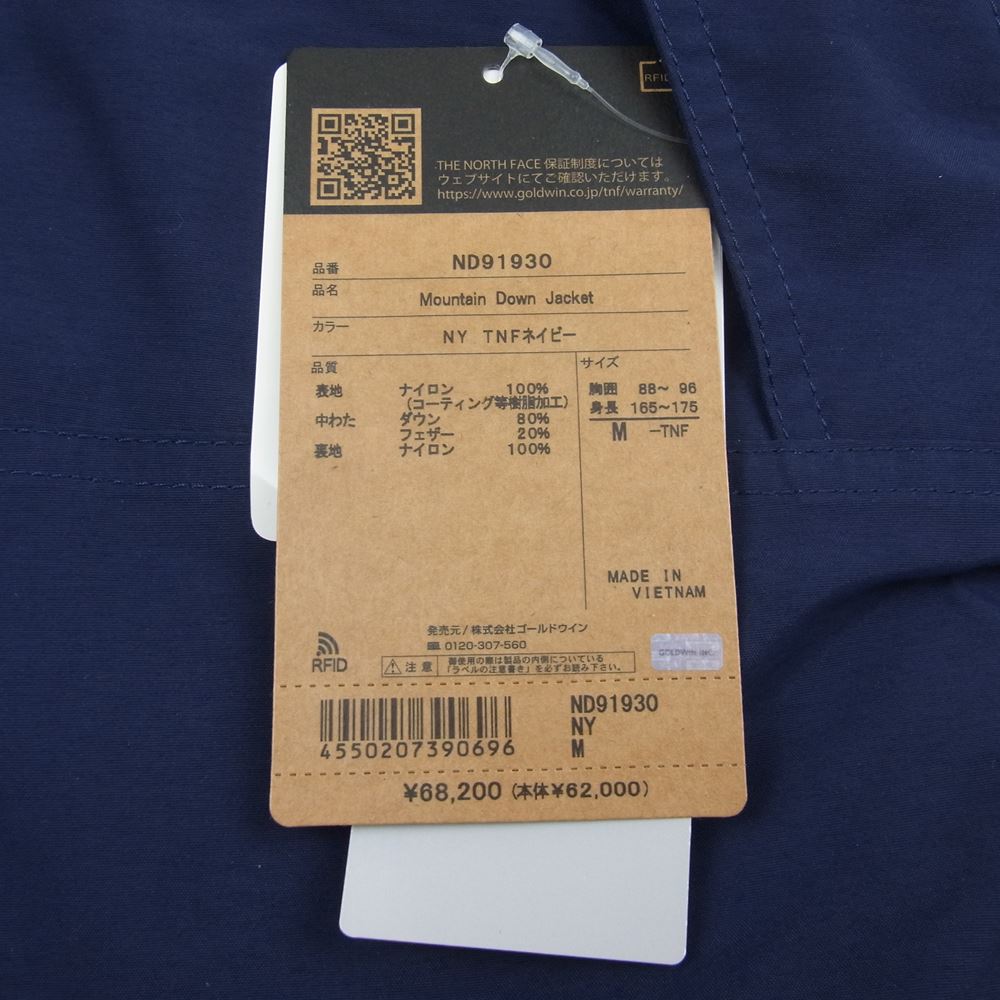 RFID
THE NORTH FACE 保証制度については
ウェブサイトにてご確認いただけます。
https://www.goldwin.co.jp/tnf/warranty/
品番 ND91930
品名 Mountain Down Jacket
カラー NY TNFネイビー
品質
表地 ナイロン 100%
(コーティング等樹脂加工)
中わた ダウン 80%
フェザー 20%
裏地 ナイロン 100%
サイズ
胸囲 88～ 96
身長 165～175
M -TNF
MADE IN
VIETNAM
発売元/株式会社ゴールドウイン
0120-307-560
RFID
注意 御使用の際は製品の内側についている
「ラベルの注意書き」を必ずお読み下さい。
GOLDWIN INC.
4550207390696
ND91930
NY
M
¥68,200 (本体¥62,000)